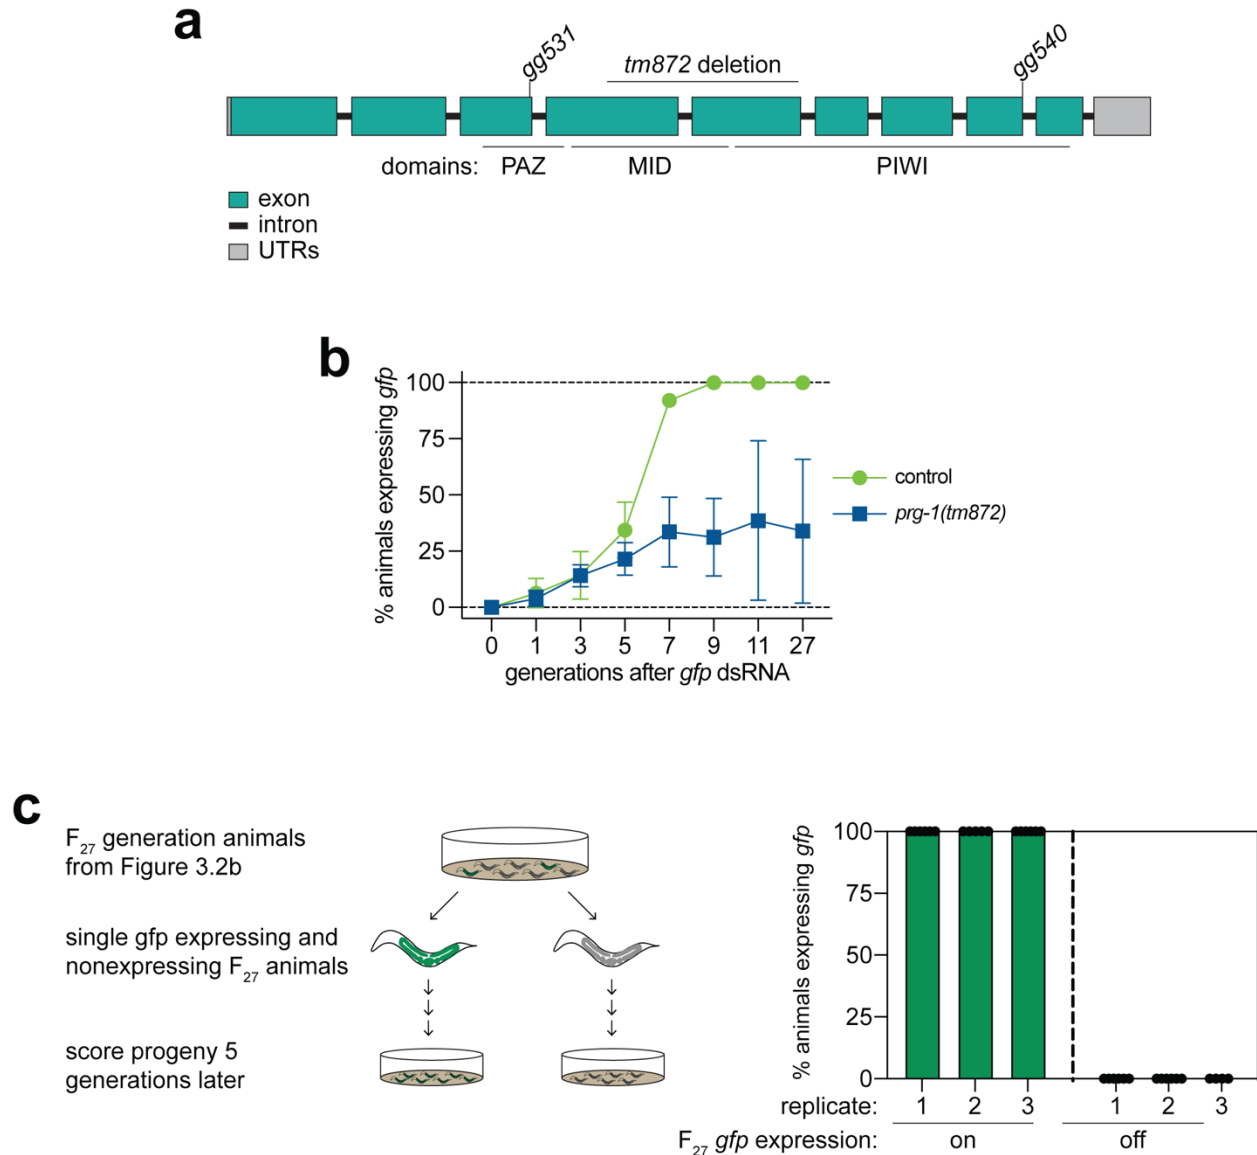 a
gg531
tm872 deletion
gg540
domains: PAZ MID PIWI
exon
intron
UTRs
b
% animals expressing gfp
100
75
50
25
0
0 1 3 5 7 9 11 27
generations after gfp dsRNA
control
prg-1(tm872)
c
F27 generation animals
from Figure 3.2b
single gfp expressing and
nonexpressing F27 animals
score progeny 5
generations later
% animals expressing gfp
100
75
50
25
0
replicate: 1 2 3 1 2 3
F27 gfp expression: on off